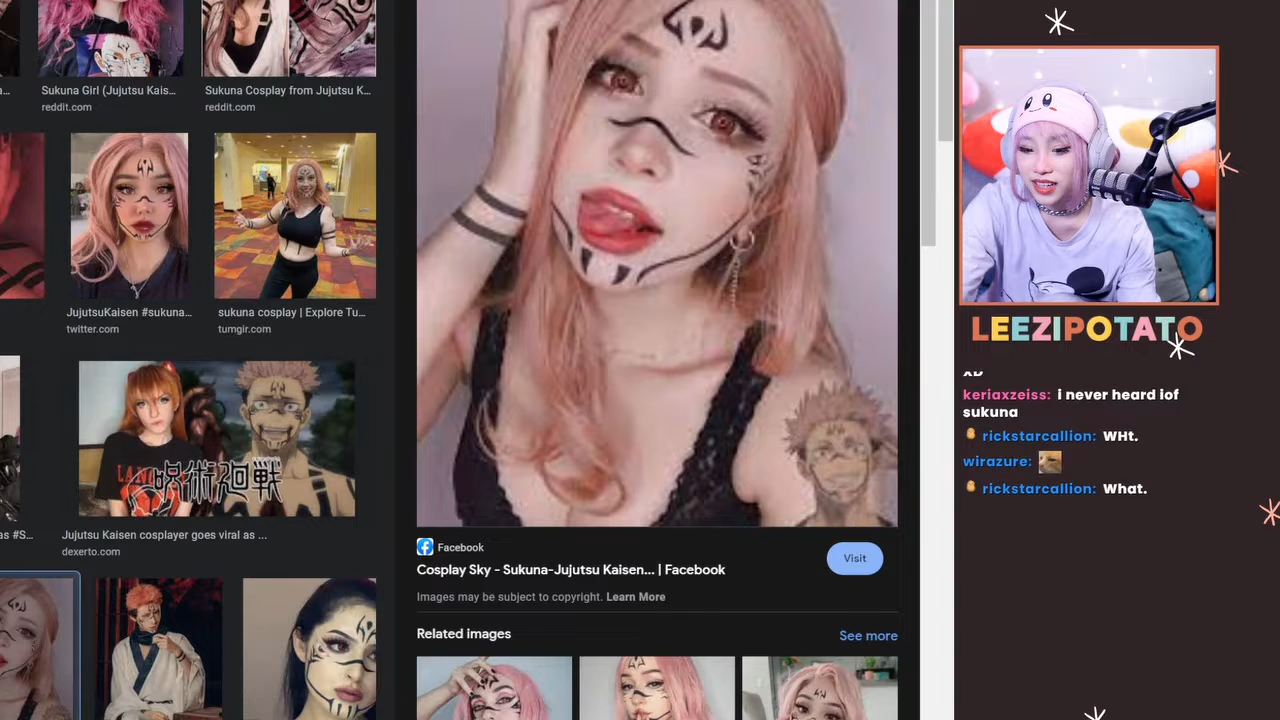 Sukuna Girl (Jujutsu Kais...
reddit.com
Sukuna Cosplay from Jujutsu K...
reddit.com
JujutsuKaisen #sukuna...
twitter.com
sukuna cosplay | Explore Tu...
tumgir.com
呪術廻戦
as #S...
Jujutsu Kaisen cosplayer goes viral as ...
dexerto.com
Facebook
Cosplay Sky - Sukuna-Jujutsu Kaisen... | Facebook
Visit
Images may be subject to copyright. Learn More
Related images
See more
LEEZIPOTATO
keriaxzeiss: i never heard iof
sukuna
rickstarcallion: WHt.
wirazure:
rickstarcallion: What.